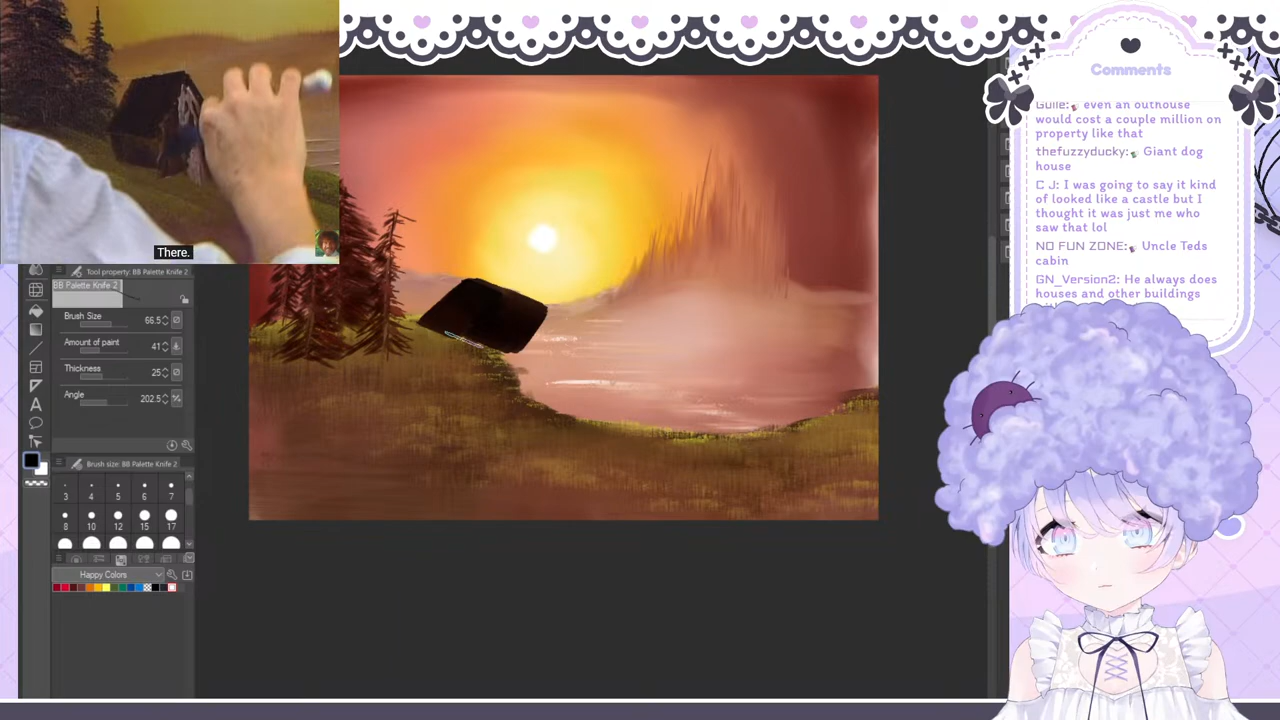 There.
Tool property: BB Palette Knife 2
BB Palette Knife 2
Brush Size 66.5
Amount of paint 41
Thickness 25
Angle 202.5
Brush size: BB Palette Knife 2
3 4 5 6 7
8 10 12 15 17
Happy Colors
Comments
Guile: even an outhouse
would cost a couple million on
property like that
thefuzzyducky: Giant dog
house
C J: I was going to say it kind
of looked like a castle but I
thought it was just me who
saw that lol
NO FUN ZONE: Uncle Teds
cabin
GN_Version2: He always does
houses and other buildings